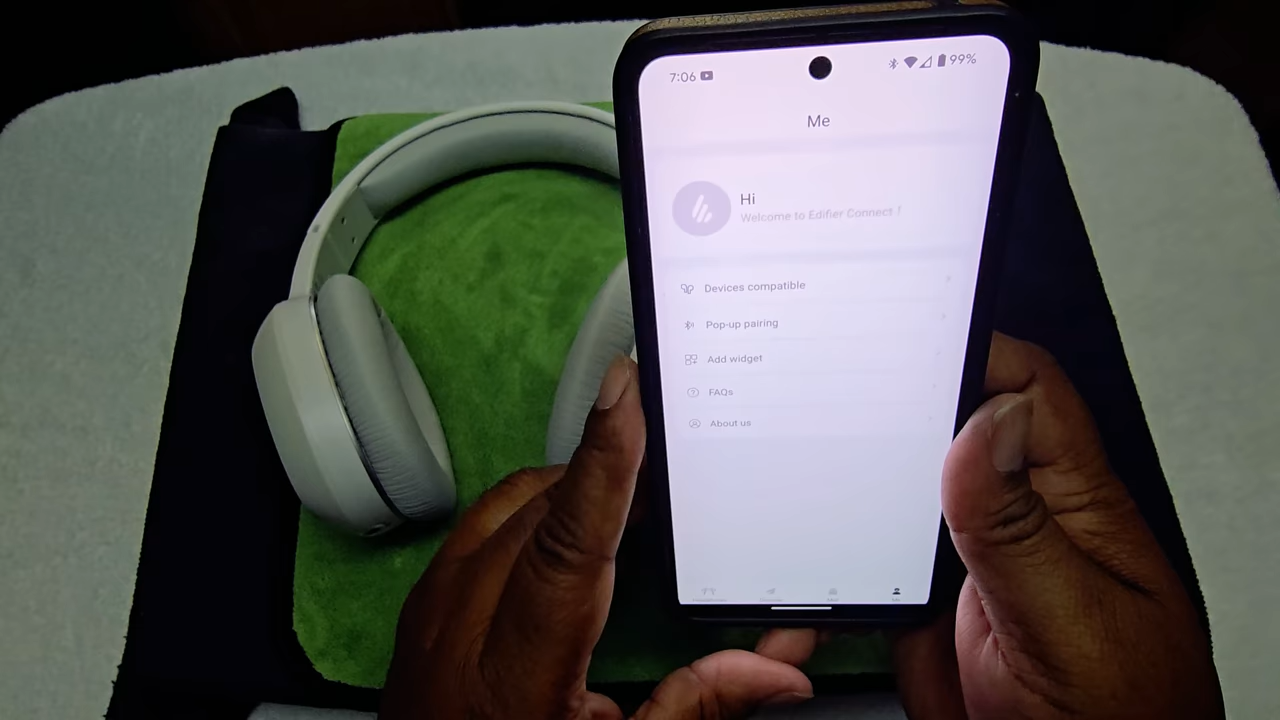 7:06
99%
Me
Hi
Welcome to Edifier Connect !
Devices compatible
Pop-up pairing
Add widget
FAQs
About us